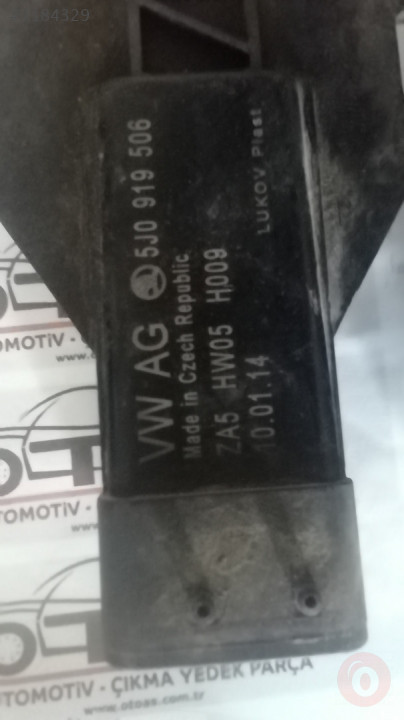 VW AG 5J0 919 506
Made in Czech Republic
ZA5 HW05 H009
10.01.14 LUKOV Plast
OTOMOTİV - ÇIKMA YEDEK PARÇA
www.otoas.com.tr